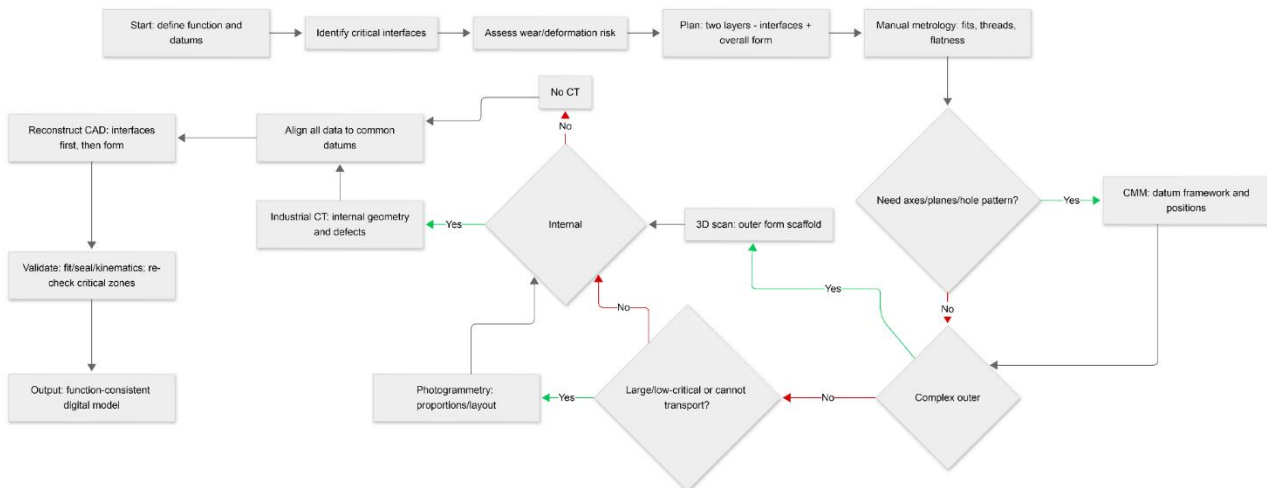 Start: define function and
datums
Identify critical interfaces
Assess wear/deformation risk
Plan: two layers - interfaces +
overall form
Manual metrology: fits, threads,
flatness
Need axes/planes/hole pattern?
Yes
CMM: datum framework and
positions
No
Complex outer
Yes
3D scan: outer form scaffold
No
Large/low-critical or cannot
transport?
Yes
Photogrammetry:
proportions/layout
No
Internal
No
No CT
Yes
Industrial CT: internal geometry
and defects
Align all data to common
datums
Reconstruct CAD: interfaces
first, then form
Validate: fit/seal/kinematics; re-
check critical zones
Output: function-consistent
digital model